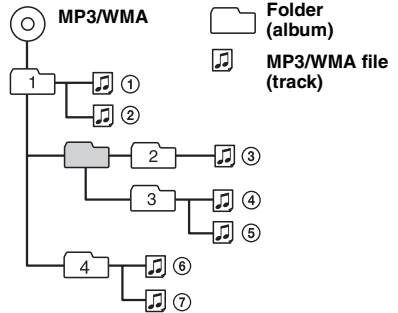 MP3/WMA
Folder
(album)
MP3/WMA file
(track)
1
①
②
2
③
3
④
⑤
4
⑥
⑦